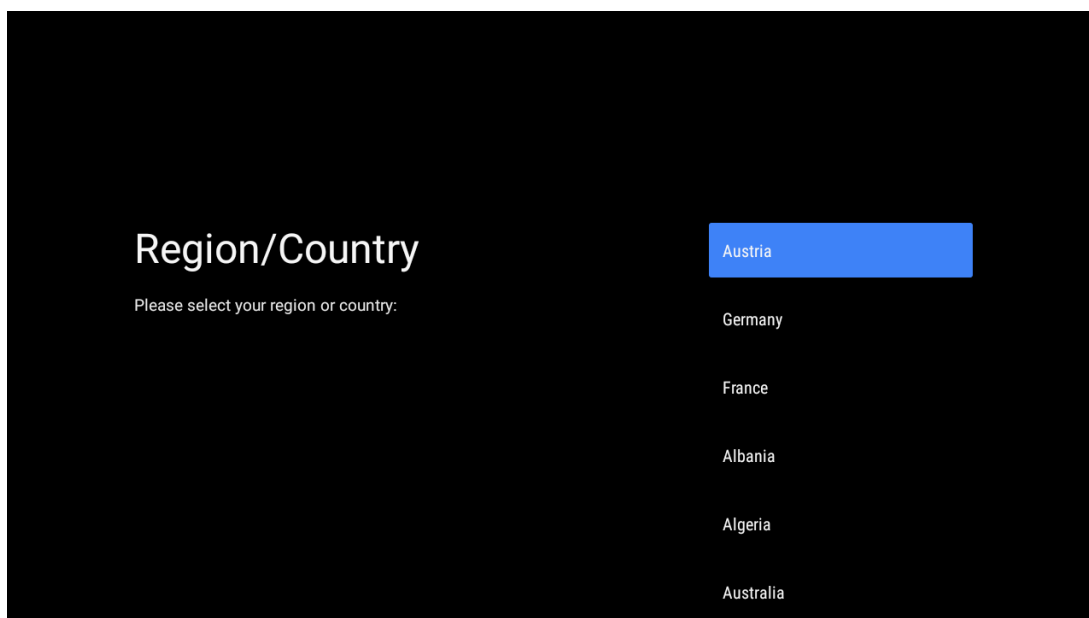 Region/Country
Please select your region or country:
Austria
Germany
France
Albania
Algeria
Australia